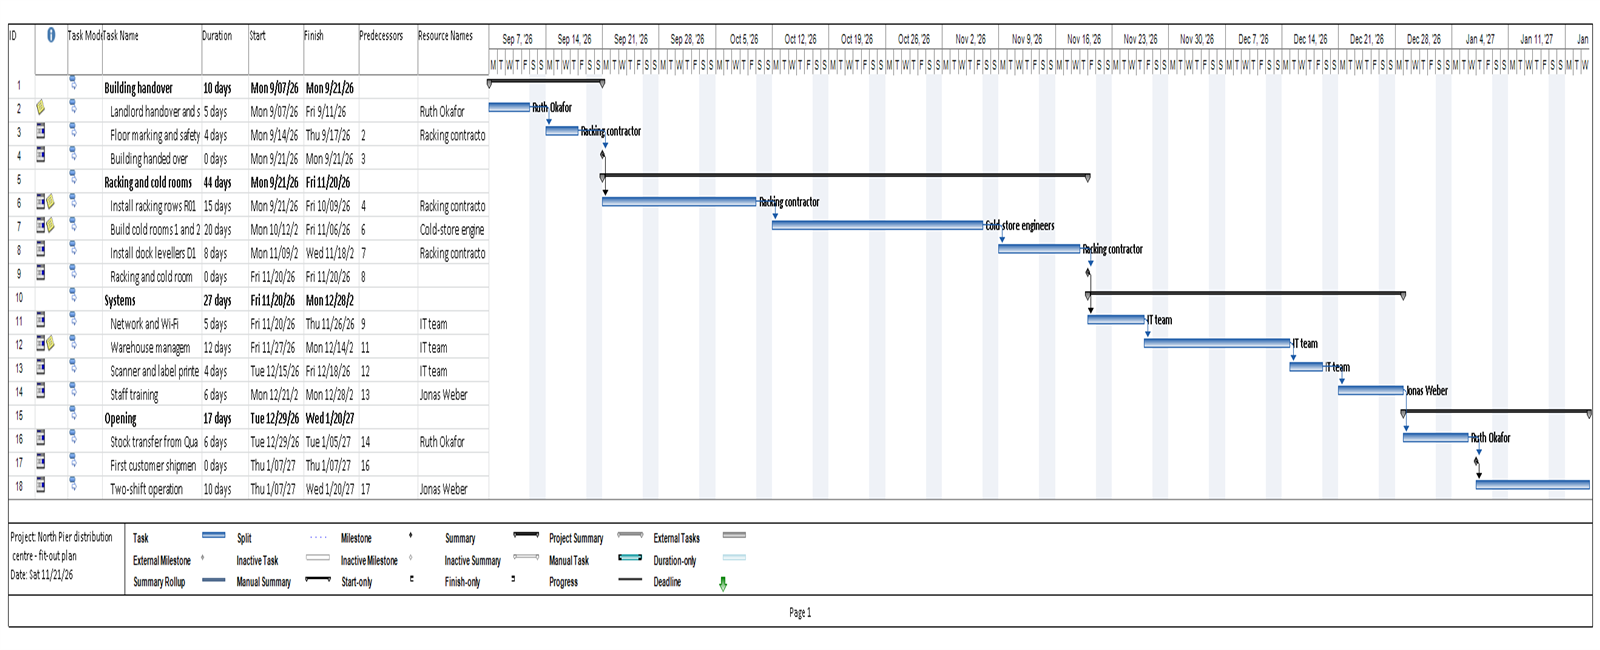 ID Task Mode Task Name Duration Start Finish Predecessors Resource Names
Sep 7, '26 Sep 14, '26 Sep 21, '26 Sep 28, '26 Oct 5, '26 Oct 12, '26 Oct 19, '26 Oct 26, '26 Nov 2, '26 Nov 9, '26 Nov 16, '26 Nov 23, '26 Nov 30, '26 Dec 7, '26 Dec 14, '26 Dec 21, '26 Dec 28, '26 Jan 4, '27 Jan 11, '27 Jan
M T W T F S S M T W T F S S M T W T F S S M T W T F S S M T W T F S S M T W T F S S M T W T F S S M T W T F S S M T W T F S S M T W T F S S M T W T F S S M T W T F S S M T W T F S S M T W T F S S M T W T F S S M T W T F S S M T W T F S S M T W T F S S M T W T F S S M T W
1 Building handover 10 days Mon 9/07/26 Mon 9/21/26
2 Landlord handover and s 5 days Mon 9/07/26 Fri 9/11/26 Ruth Okafor Ruth Okafor
3 Floor marking and safety 4 days Mon 9/14/26 Thu 9/17/26 2 Racking contracto Racking contractor
4 Building handed over 0 days Mon 9/21/26 Mon 9/21/26 3
5 Racking and cold rooms 44 days Mon 9/21/26 Fri 11/20/26
6 Install racking rows R01 15 days Mon 9/21/26 Fri 10/09/26 4 Racking contracto Racking contractor
7 Build cold rooms 1 and 2 20 days Mon 10/12/2 Fri 11/06/26 6 Cold-store engine Cold-store engineers
8 Install dock levellers D1 8 days Mon 11/09/2 Wed 11/18/2 7 Racking contracto Racking contractor
9 Racking and cold room 0 days Fri 11/20/26 Fri 11/20/26 8
10 Systems 27 days Fri 11/20/26 Mon 12/28/2
11 Network and Wi-Fi 5 days Fri 11/20/26 Thu 11/26/26 9 IT team IT team
12 Warehouse managem 12 days Fri 11/27/26 Mon 12/14/2 11 IT team IT team
13 Scanner and label printe 4 days Tue 12/15/26 Fri 12/18/26 12 IT team IT team
14 Staff training 6 days Mon 12/21/2 Mon 12/28/2 13 Jonas Weber Jonas Weber
15 Opening 17 days Tue 12/29/26 Wed 1/20/27
16 Stock transfer from Qua 6 days Tue 12/29/26 Tue 1/05/27 14 Ruth Okafor Ruth Okafor
17 First customer shipmen 0 days Thu 1/07/27 Thu 1/07/27 16
18 Two-shift operation 10 days Thu 1/07/27 Wed 1/20/27 17 Jonas Weber
Project: North Pier distribution
centre - fit-out plan
Date: Sat 11/21/26
Task Split Milestone Summary Project Summary External Tasks
External Milestone Inactive Task Inactive Milestone Inactive Summary Manual Task Duration-only
Summary Rollup Manual Summary Start-only Finish-only Progress Deadline
Page 1